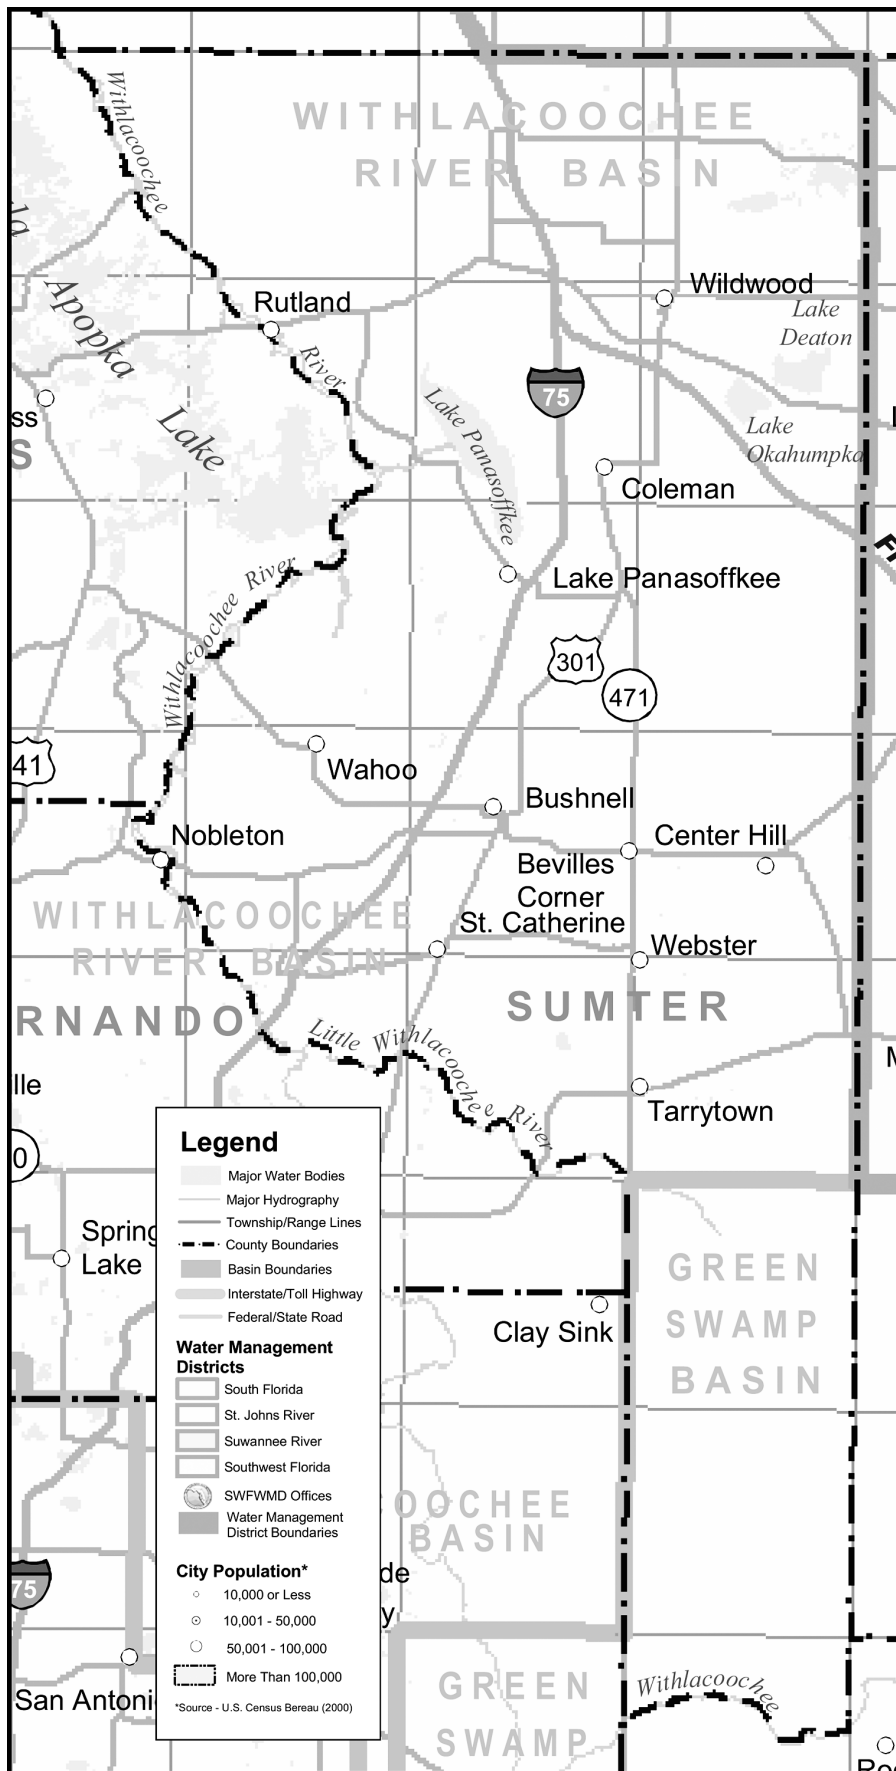 WITHLACOOCHEE
RIVER BASIN
Withlacoochee
Wildwood
Rutland
Lake
Deaton
Apopka
River
75
ss
S
Lake
Lake Panasoffkee
Lake
Okahumpka
Coleman
Lake Panasoffkee
Withlacoochee River
301
471
41
Wahoo
Bushnell
Nobleton
Center Hill
Bevilles
Corner
WITHLACOOCHEE
RIVER BASIN
St. Catherine
Webster
RNANDO
SUMTER
Little Withlacoochee River
lle
Tarrytown
0
Spring
Lake
GREEN
SWAMP
BASIN
Clay Sink
Legend
Major Water Bodies
Major Hydrography
Township/Range Lines
County Boundaries
Basin Boundaries
Interstate/Toll Highway
Federal/State Road
Water Management
Districts
South Florida
St. Johns River
Suwannee River
Southwest Florida
SWFWMD Offices
Water Management
District Boundaries
City Population*
10,000 or Less
10,001 - 50,000
50,001 - 100,000
More Than 100,000
*Source - U.S. Census Bereau (2000)
OOCHEE
BASIN
75
de
y
San Antoni
GREEN
SWAMP
Withlacoochee